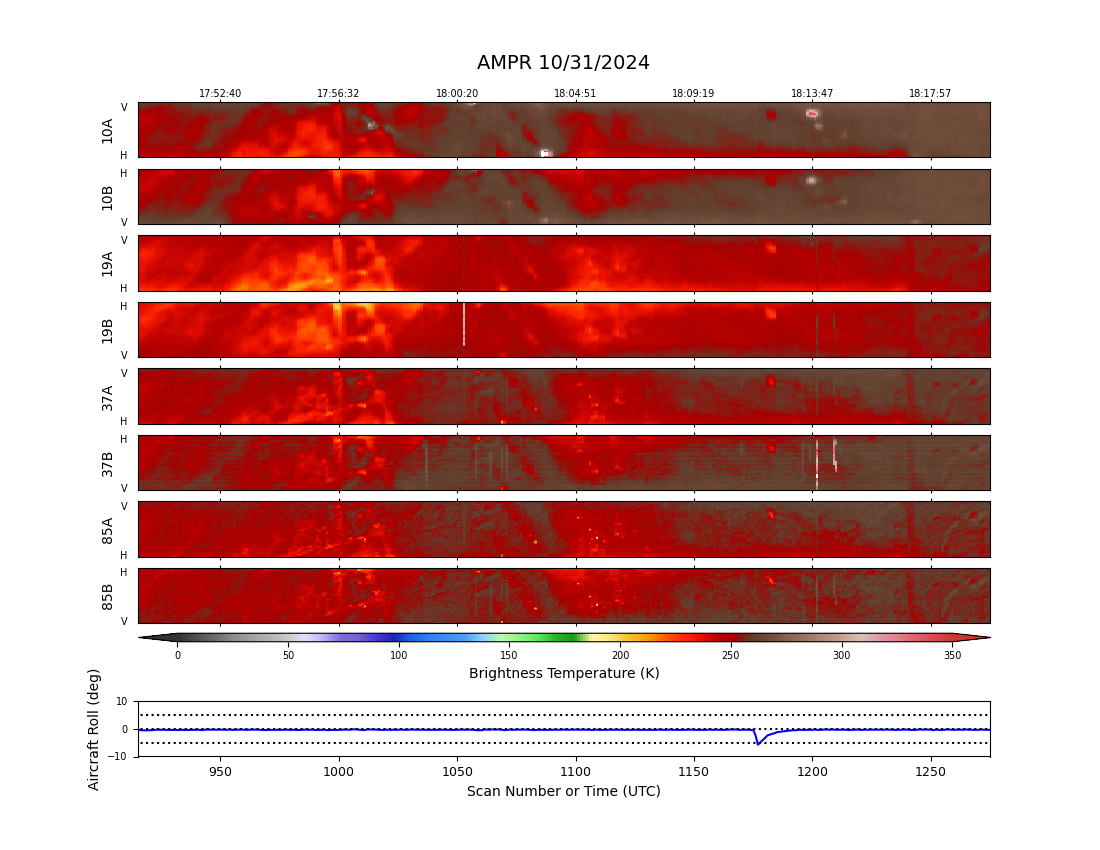 AMPR 10/31/2024
17:52:40 17:56:32 18:00:20 18:04:51 18:09:19 18:13:47 18:17:57
V
10A
H
H
10B
V
V
19A
H
H
19B
V
V
37A
H
H
37B
V
V
85A
H
H
85B
V
0 50 100 150 200 250 300 350
Brightness Temperature (K)
Aircraft Roll (deg)
10
0
−10
950 1000 1050 1100 1150 1200 1250
Scan Number or Time (UTC)